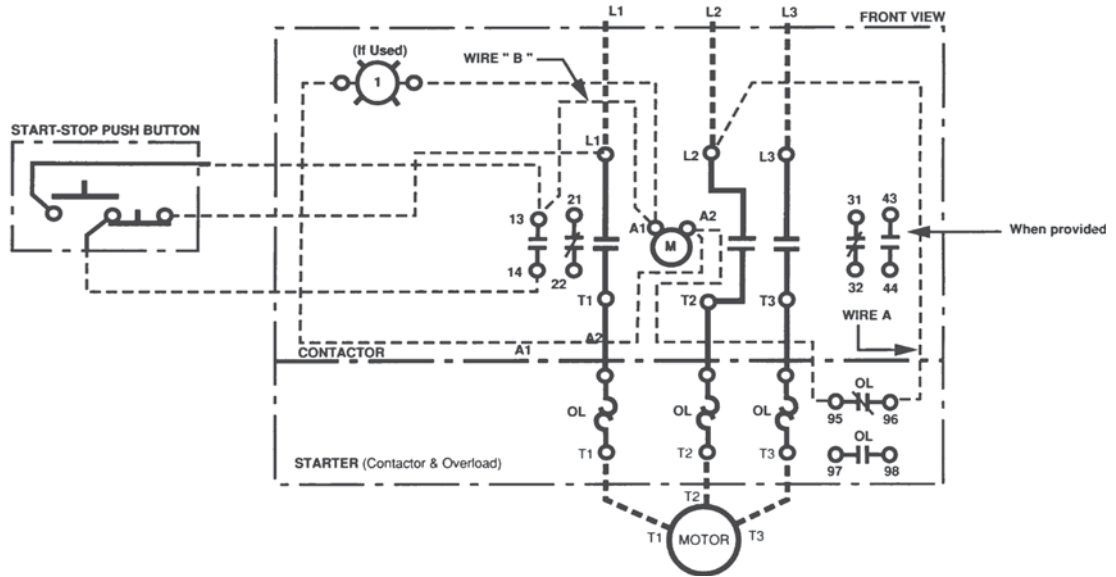 L1 L2 L3
FRONT VIEW
(If Used)
WIRE " B "
1
START-STOP PUSH BUTTON
L1 L2 L3
13 21 A1 A2 31 43
M
When provided
14 22 32 44
T1 T2 T3
WIRE A
A2
CONTACTOR A1
OL OL OL OL
95 96
OL
T1 T2 T3 97 98
STARTER (Contactor & Overload)
T2
T1 MOTOR T3